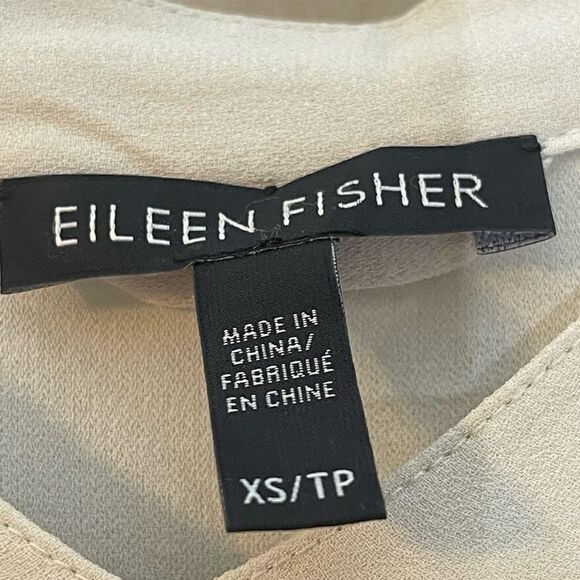 EILEEN FISHER
MADE IN
CHINA/
FABRIQUÉ
EN CHINE
XS/TP